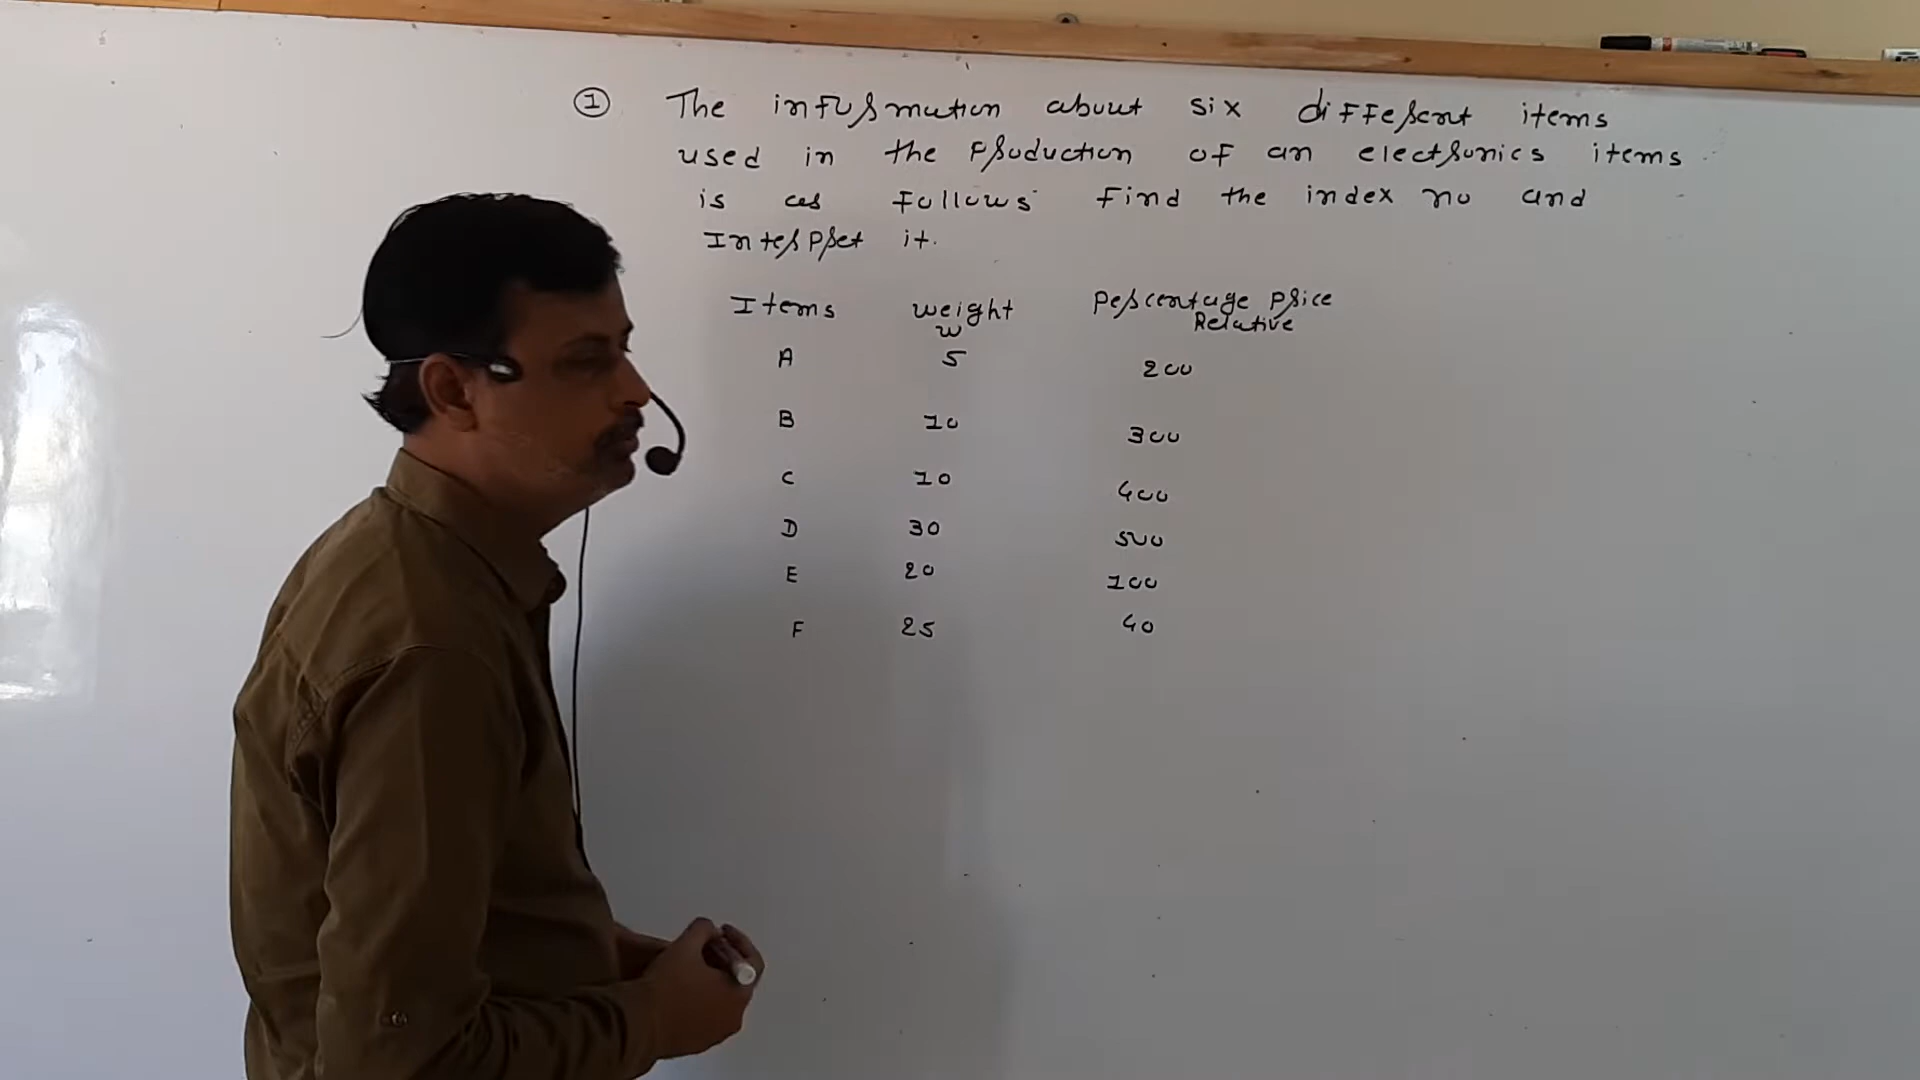 ① The information about six different items
used in the production of an electronics items
is as follows. Find the index no and
Interpret it.
Items weight Percentage Price
w Relative
A 5 200
B 10 300
C 10 400
D 30 500
E 20 100
F 25 40